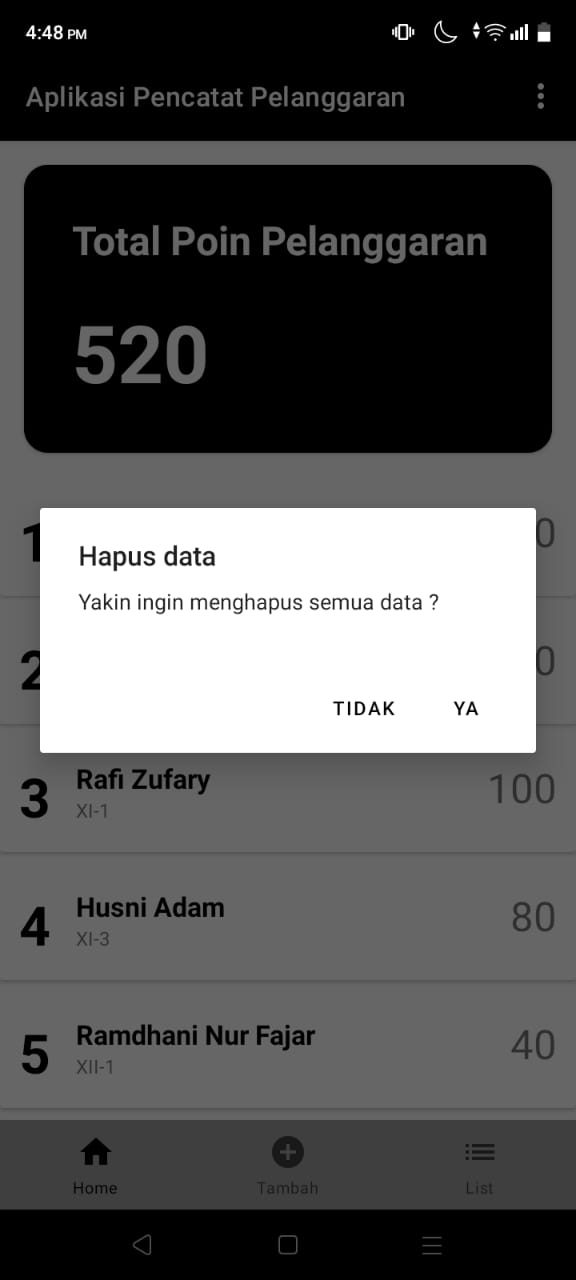 4:48 PM
Aplikasi Pencatat Pelanggaran
Total Poin Pelanggaran
520
Hapus data
Yakin ingin menghapus semua data ?
TIDAK YA
1 0
2 0
3 Rafi Zufary 100
XI-1
4 Husni Adam 80
XI-3
5 Ramdhani Nur Fajar 40
XII-1
Home Tambah List